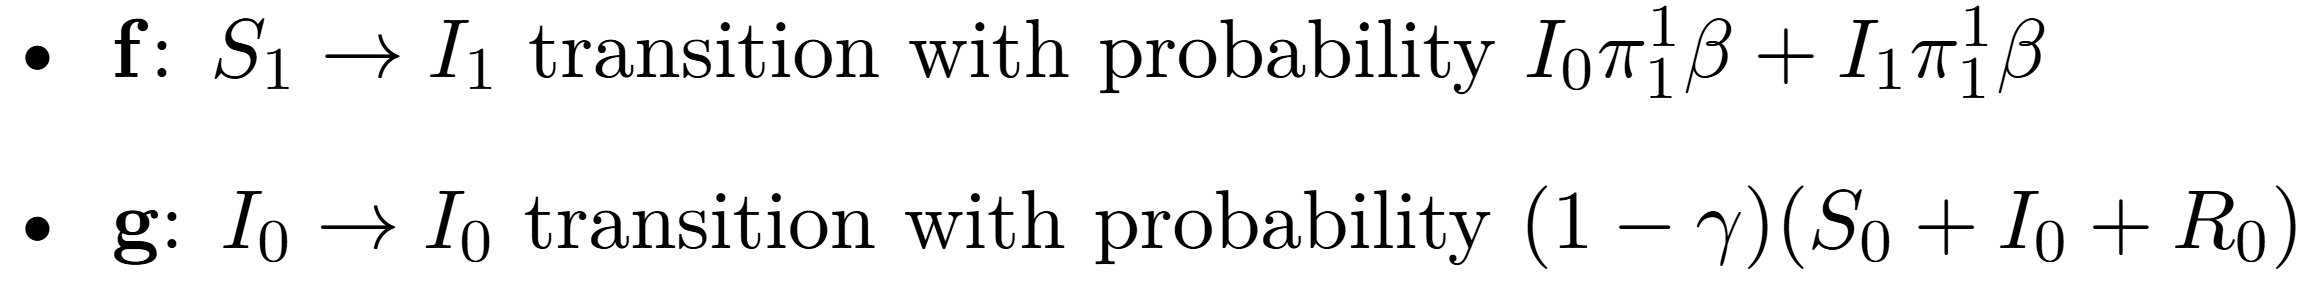 • f: S₁ → I₁ transition with probability I₀π₁¹β + I₁π₁¹β
• g: I₀ → I₀ transition with probability (1 − γ)(S₀ + I₀ + R₀)